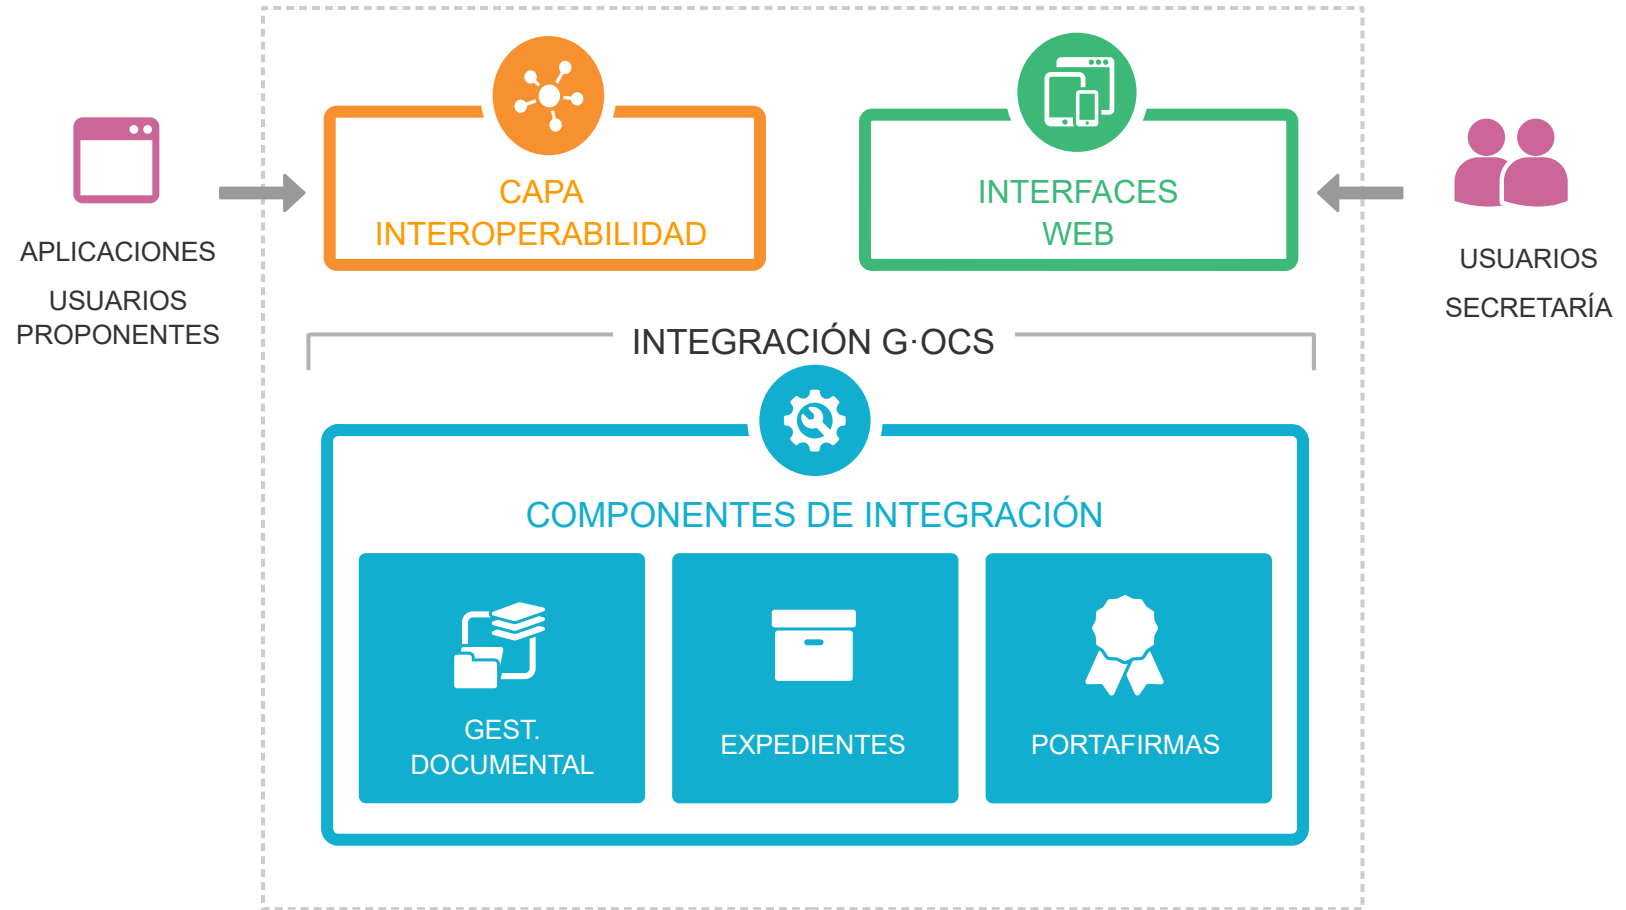 APLICACIONES
USUARIOS
PROPONENTES
CAPA
INTEROPERABILIDAD
INTERFACES
WEB
USUARIOS
SECRETARÍA
INTEGRACIÓN G·OCS
COMPONENTES DE INTEGRACIÓN
GEST.
DOCUMENTAL
EXPEDIENTES
PORTAFIRMAS